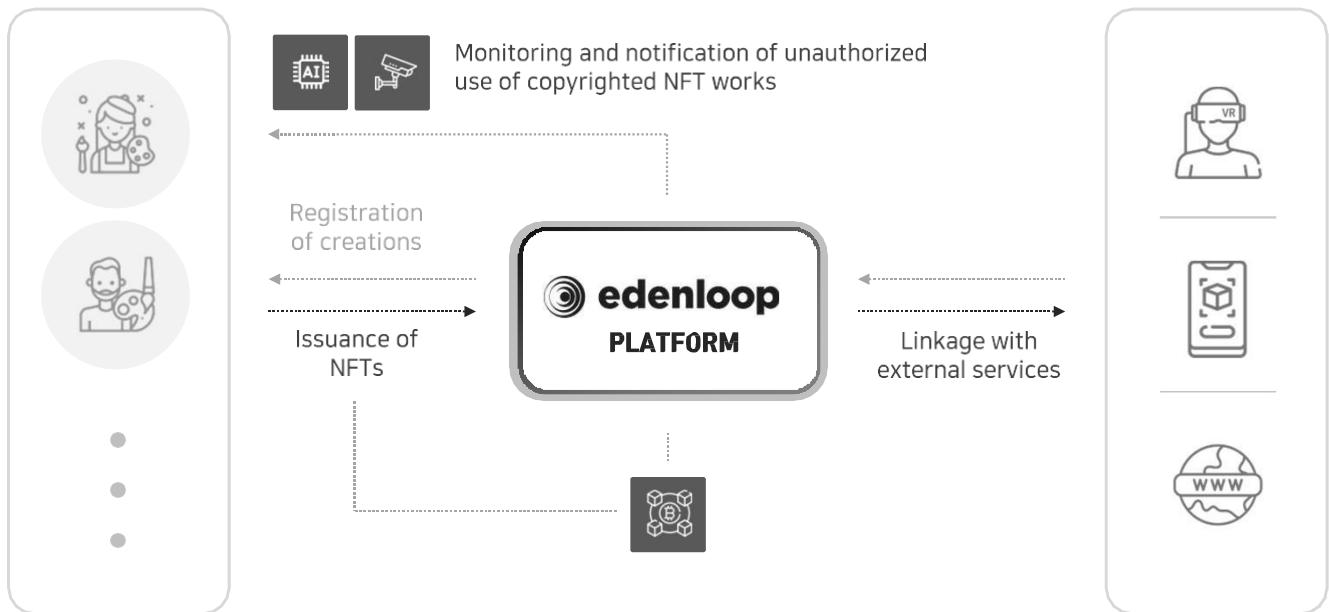 AI
Monitoring and notification of unauthorized
use of copyrighted NFT works
VR
Registration
of creations
edenloop
PLATFORM
Issuance of
NFTs
Linkage with
external services
WWW